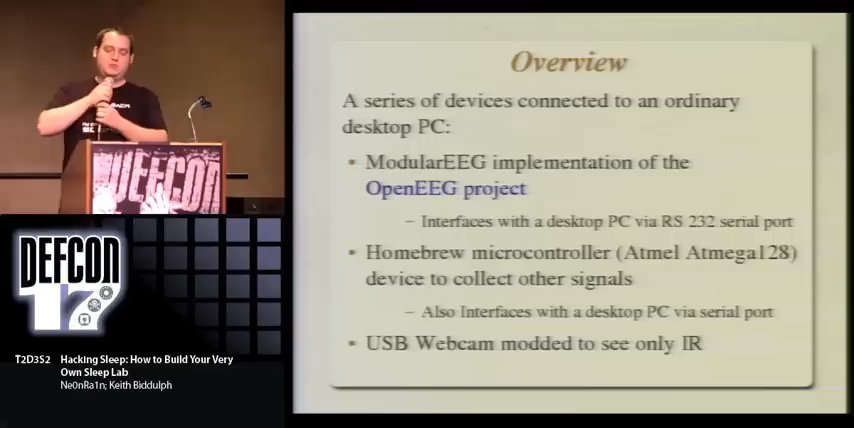 DEFCON
DEFCON
17
T2D3S2 Hacking Sleep: How to Build Your Very
Own Sleep Lab
Ne0nRa1n; Keith Biddulph
Overview
A series of devices connected to an ordinary
desktop PC:
• ModularEEG implementation of the
OpenEEG project
– Interfaces with a desktop PC via RS 232 serial port
• Homebrew microcontroller (Atmel Atmega128)
device to collect other signals
– Also Interfaces with a desktop PC via serial port
• USB Webcam modded to see only IR